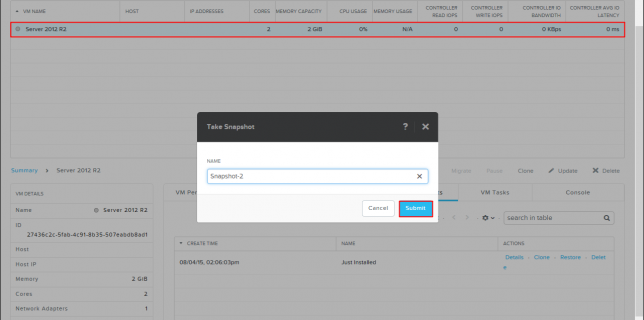 VM NAME HOST IP ADDRESSES CORES MEMORY CAPACITY CPU USAGE MEMORY USAGE CONTROLLER READ IOPS CONTROLLER WRITE IOPS CONTROLLER IO BANDWIDTH CONTROLLER AVG IO LATENCY
Server 2012 R2 2 2 GiB 0% N/A 0 0 0 KBps 0 ms
Take Snapshot ? ×
NAME
Snapshot-2 ×
Cancel Submit
Summary > Server 2012 R2 Register Pause Clone Update Delete
VM DETAILS VM Per s VM Tasks Console
Name Server 2012 R2
search in table
ID
27436c2c-5fab-4c91-8b35-507eabdb8ad1
CREATE TIME NAME ACTIONS
Host
08/04/15, 02:06:03pm Just Installed Details · Clone · Restore · Delet
e
Host IP
Memory 2 GiB
Cores 2
Network Adapters 1